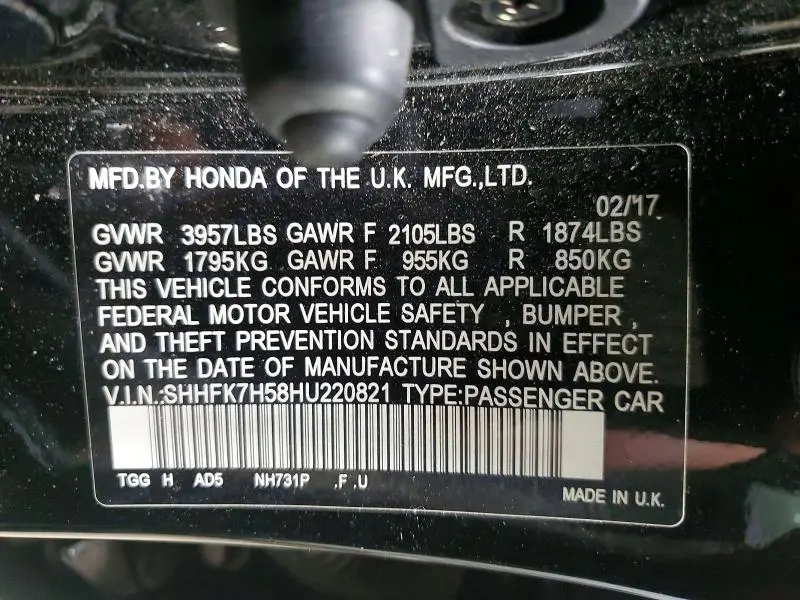 MFD.BY HONDA OF THE U.K. MFG.,LTD.
02/17
GVWR 3957LBS GAWR F 2105LBS R 1874LBS
GVWR 1795KG GAWR F 955KG R 850KG
THIS VEHICLE CONFORMS TO ALL APPLICABLE
FEDERAL MOTOR VEHICLE SAFETY , BUMPER ,
AND THEFT PREVENTION STANDARDS IN EFFECT
ON THE DATE OF MANUFACTURE SHOWN ABOVE.
V.I.N.:SHHFK7H58HU220821 TYPE:PASSENGER CAR
TGG H AD5 NH731P .F .U
MADE IN U.K.